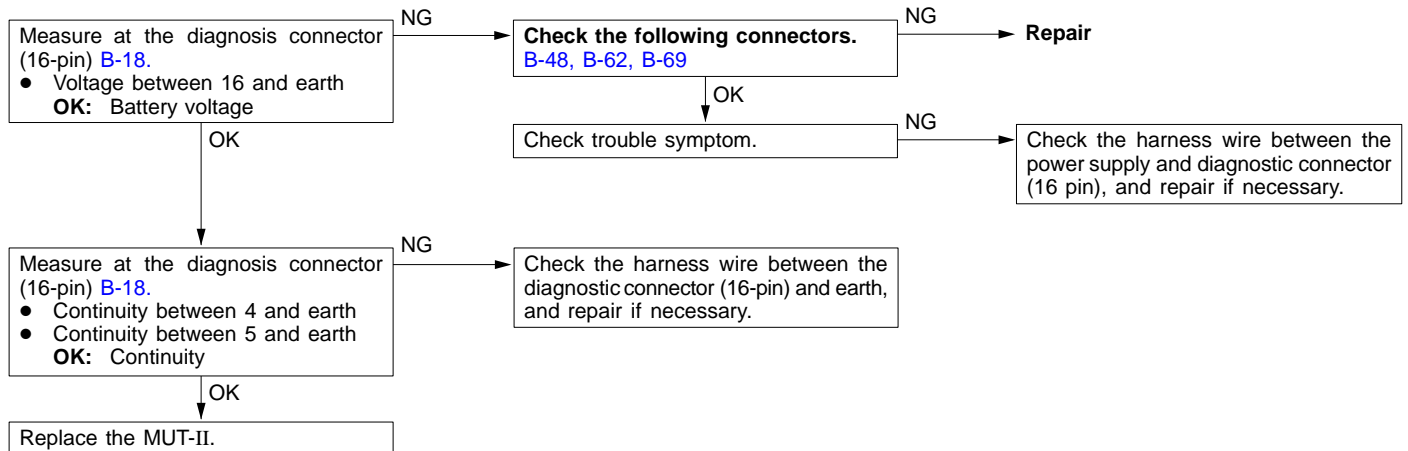 Measure at the diagnosis connector
(16-pin) B-18.
● Voltage between 16 and earth
OK: Battery voltage
NG
Check the following connectors.
B-48, B-62, B-69
NG
Repair
OK
Check trouble symptom.
NG
Check the harness wire between the
power supply and diagnostic connector
(16 pin), and repair if necessary.
OK
Measure at the diagnosis connector
(16-pin) B-18.
● Continuity between 4 and earth
● Continuity between 5 and earth
OK: Continuity
NG
Check the harness wire between the
diagnostic connector (16-pin) and earth,
and repair if necessary.
OK
Replace the MUT-II.